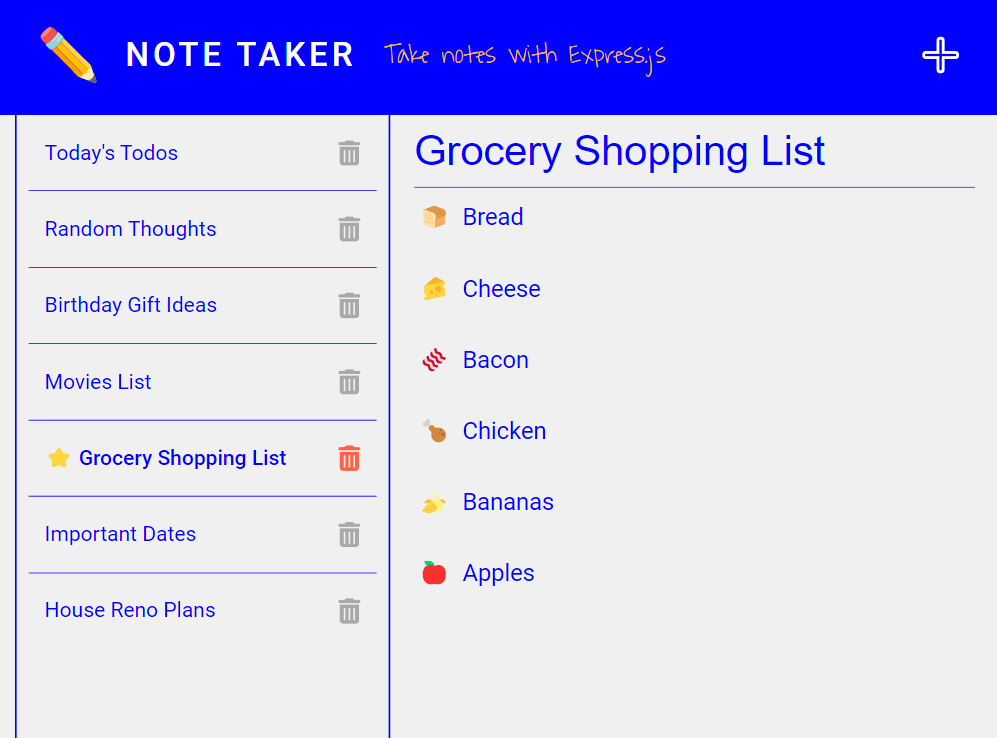 NOTE TAKER Take notes with Express.js
Today's Todos
Random Thoughts
Birthday Gift Ideas
Movies List
Grocery Shopping List
Important Dates
House Reno Plans
Grocery Shopping List
Bread
Cheese
Bacon
Chicken
Bananas
Apples